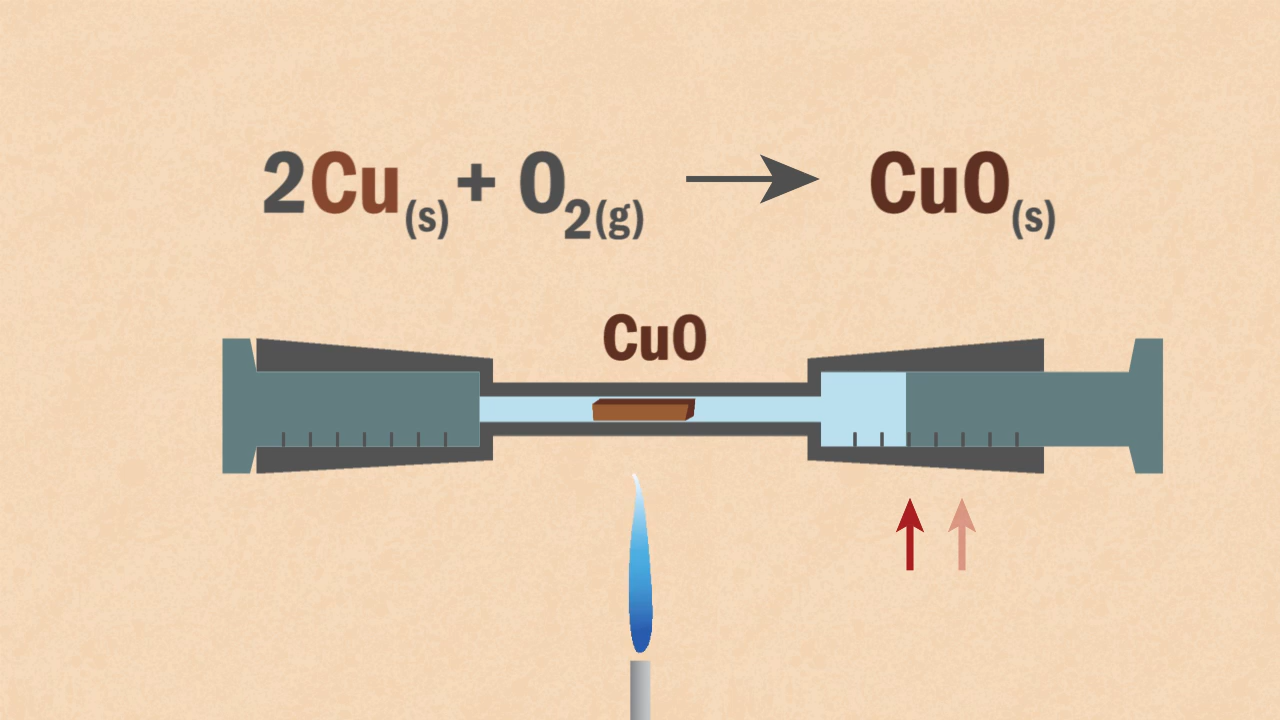 2Cu(s) + O2(g) → CuO(s)
CuO